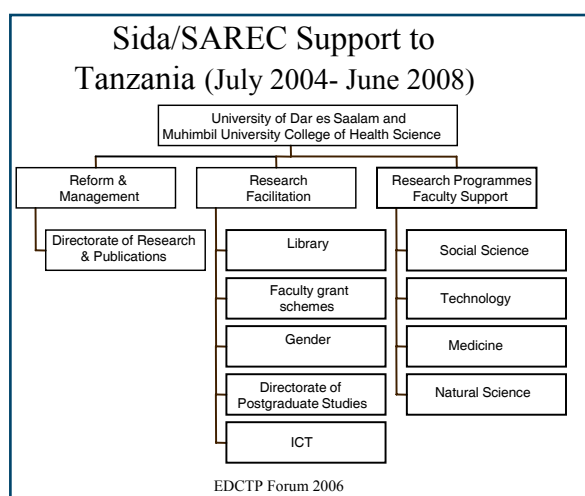 Sida/SAREC Support to
Tanzania (July 2004- June 2008)
University of Dar es Saalam and
Muhimbil University College of Health Science
Reform &
Management
Research
Facilitation
Research Programmes
Faculty Support
Directorate of Research
& Publications
Library
Faculty grant
schemes
Gender
Directorate of
Postgraduate Studies
ICT
Social Science
Technology
Medicine
Natural Science
EDCTP Forum 2006